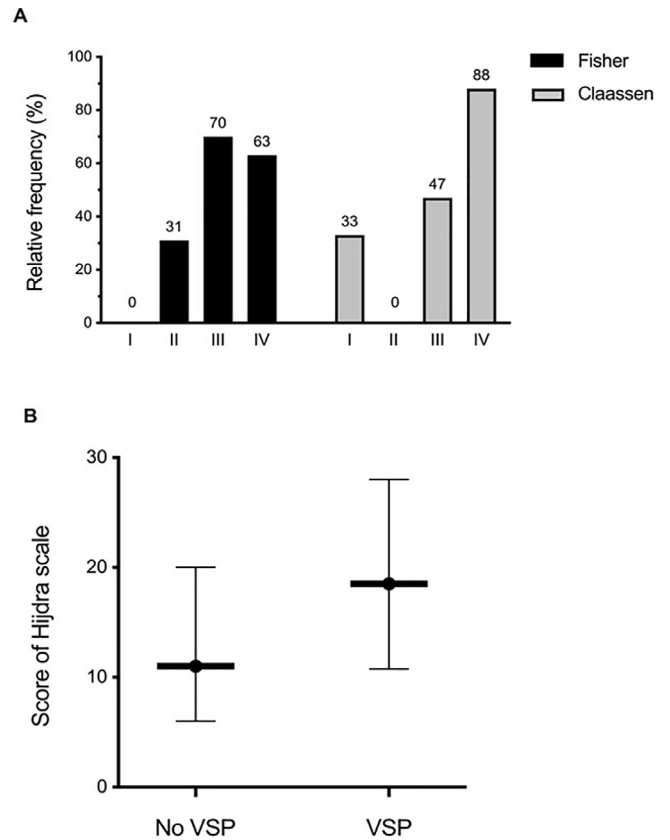 A
Relative frequency (%)
100
80
60
40
20
0
0
31
70
63
33
0
47
88
I II III IV I II III IV
Fisher
Claassen
B
Score of Hijdra scale
30
20
10
0
No VSP VSP